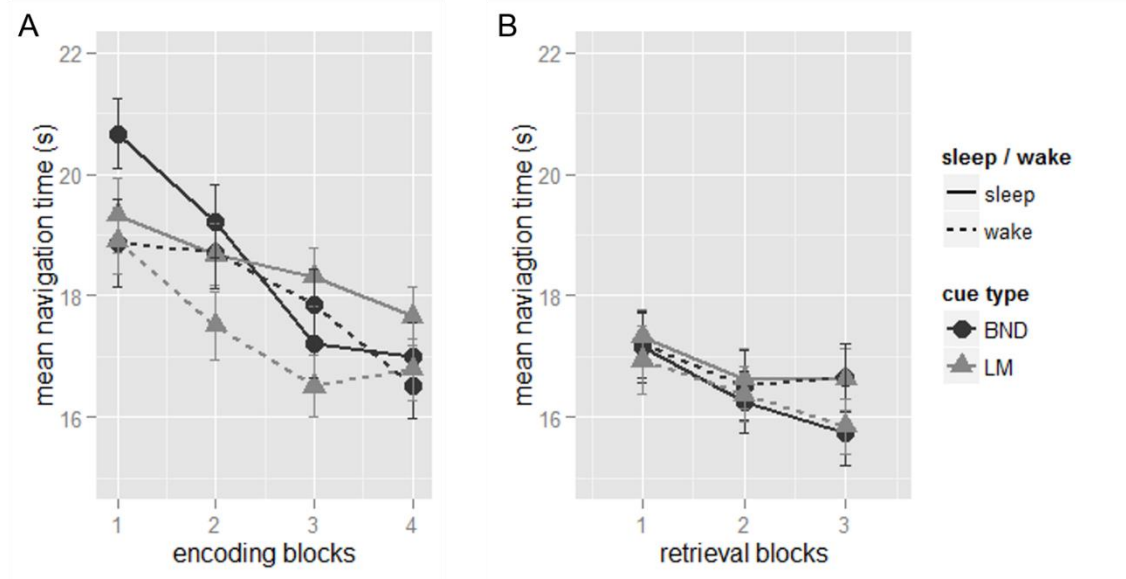 A
mean navigation time (s)
22
20
18
16
1 2 3 4
encoding blocks
B
mean naviagtion time (s)
22
20
18
16
1 2 3
retrieval blocks
sleep / wake
sleep
wake
cue type
BND
LM